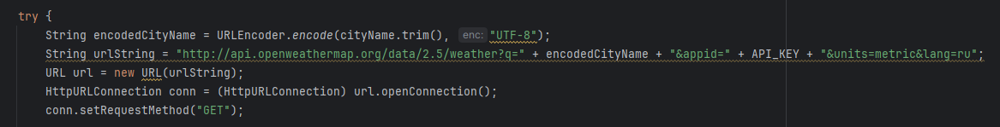 try {
String encodedCityName = URLEncoder.encode(cityName.trim(), enc: "UTF-8");
String urlString = "http://api.openweathermap.org/data/2.5/weather?q=" + encodedCityName + "&appid=" + API_KEY + "&units=metric&lang=ru";
URL url = new URL(urlString);
HttpURLConnection conn = (HttpURLConnection) url.openConnection();
conn.setRequestMethod("GET");